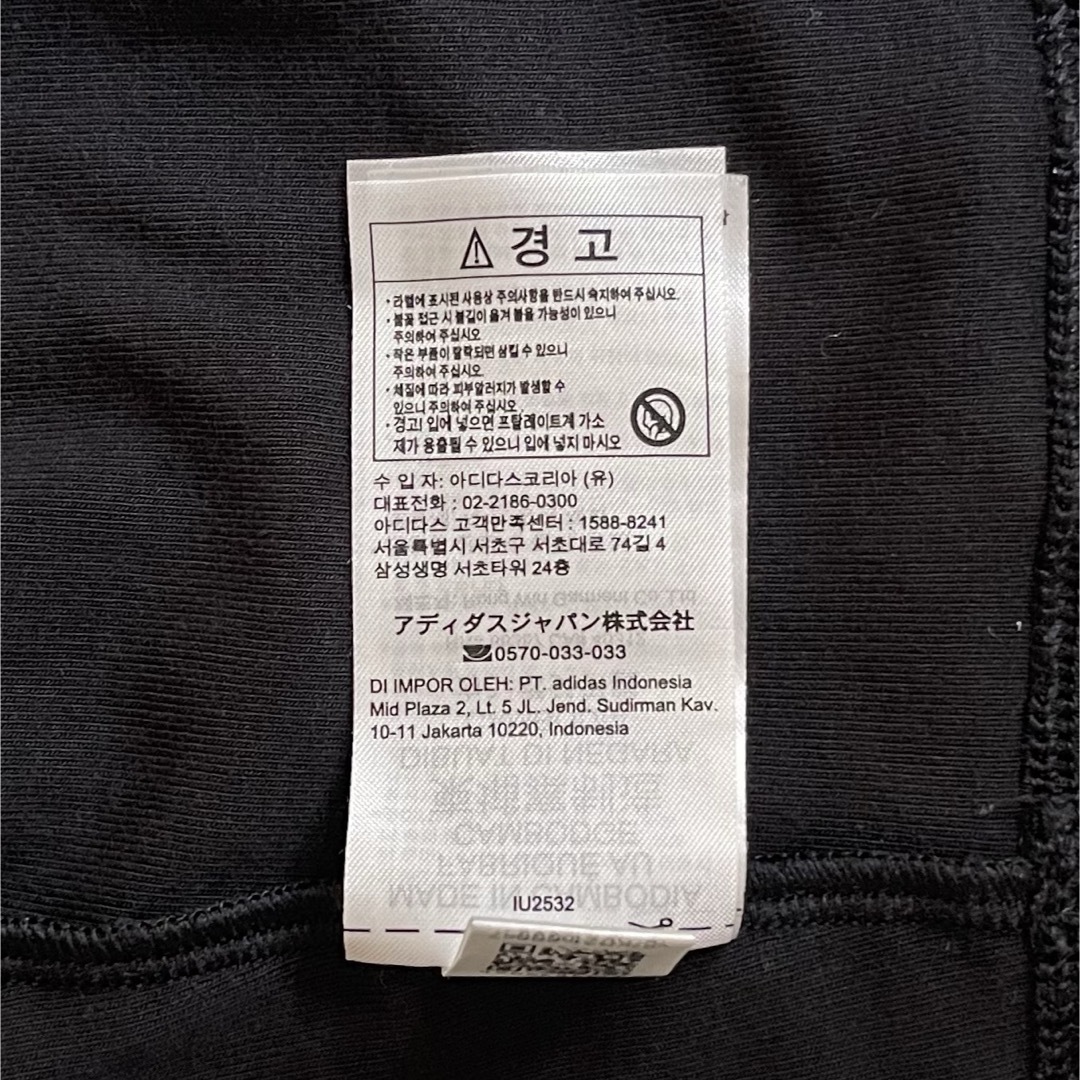 경 고
• 라벨에 표시된 사용상 주의사항을 반드시 숙지하여 주십시오.
• 불꽃 접근 시 불길이 옮겨 붙을 가능성이 있으니
주의하여 주십시오
• 작은 부품이 탈락되면 삼킬 수 있으니
주의하여 주십시오.
• 체질에 따라 피부알러지가 발생할 수
있으니 주의하여 주십시오.
• 경고! 입에 넣으면 프탈레이트계 가소
제가 용출될 수 있으니 입에 넣지 마시오
수 입 자: 아디다스코리아 (유)
대표전화 : 02-2186-0300
아디다스 고객만족센터 : 1588-8241
서울특별시 서초구 서초대로 74길 4
삼성생명 서초타워 24층
アディダスジャパン株式会社
0570-033-033
DI IMPOR OLEH: PT. adidas Indonesia
Mid Plaza 2, Lt. 5 JL. Jend. Sudirman Kav.
10-11 Jakarta 10220, Indonesia
DIBUAT DI NEGARA
CAMBODGE
FABRIQUE AU
MADE IN CAMBODIA
IU2532